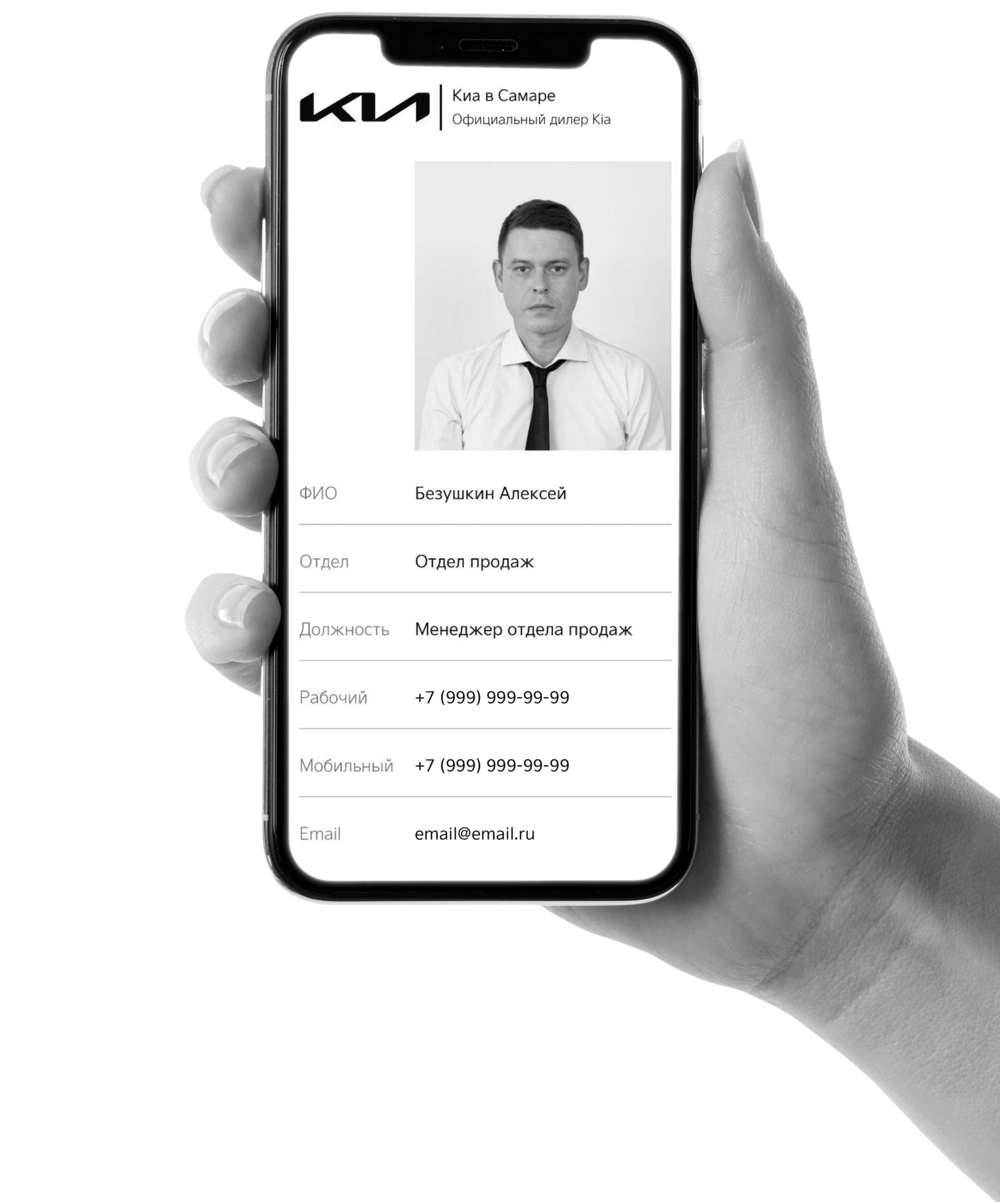 KIA
Киа в Самаре
Официальный дилер Kia
ФИО Безушкин Алексей
Отдел Отдел продаж
Должность Менеджер отдела продаж
Рабочий +7 (999) 999-99-99
Мобильный +7 (999) 999-99-99
Email email@email.ru